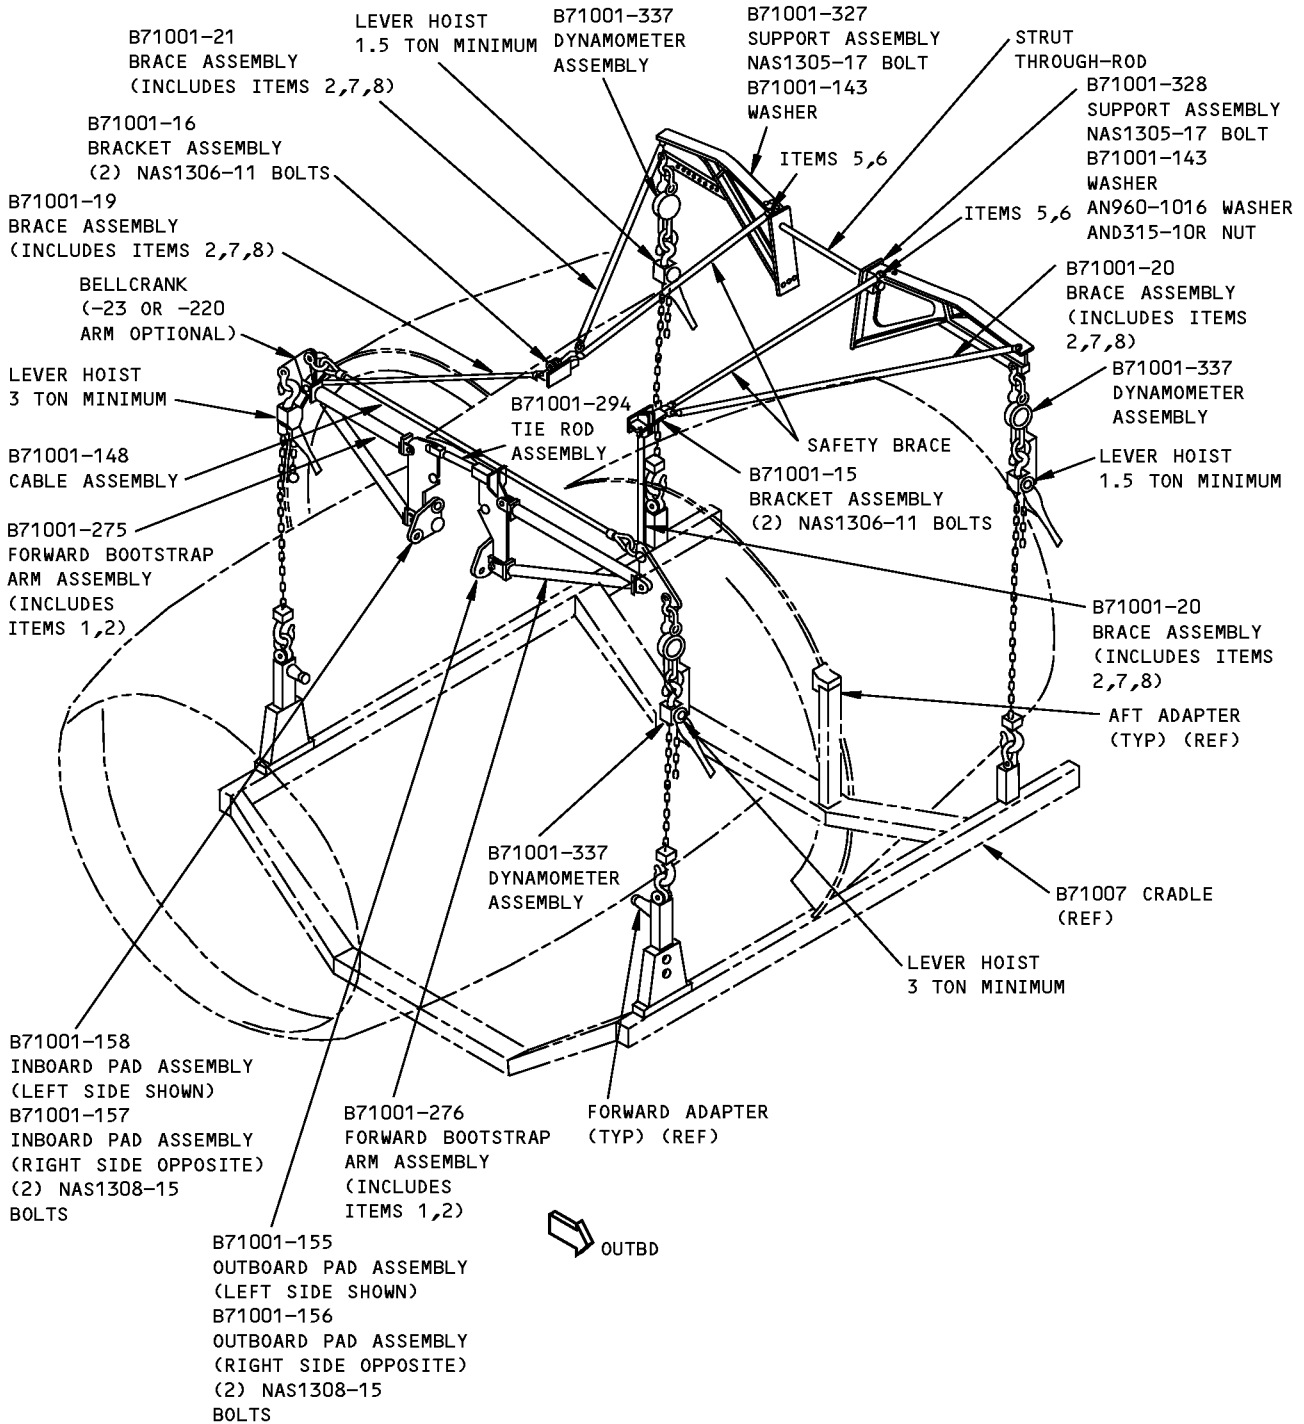 B71001-21
BRACE ASSEMBLY
(INCLUDES ITEMS 2,7,8)
LEVER HOIST
1.5 TON MINIMUM
B71001-337
DYNAMOMETER
ASSEMBLY
B71001-327
SUPPORT ASSEMBLY
NAS1305-17 BOLT
B71001-143
WASHER
STRUT
THROUGH-ROD
B71001-328
SUPPORT ASSEMBLY
NAS1305-17 BOLT
B71001-143
WASHER
AN960-1016 WASHER
AND315-10R NUT
B71001-16
BRACKET ASSEMBLY
(2) NAS1306-11 BOLTS
ITEMS 5,6
ITEMS 5,6
B71001-19
BRACE ASSEMBLY
(INCLUDES ITEMS 2,7,8)
BELLCRANK
(-23 OR -220
ARM OPTIONAL)
B71001-20
BRACE ASSEMBLY
(INCLUDES ITEMS
2,7,8)
LEVER HOIST
3 TON MINIMUM
B71001-337
DYNAMOMETER
ASSEMBLY
B71001-294
TIE ROD
ASSEMBLY
SAFETY BRACE
B71001-148
CABLE ASSEMBLY
B71001-15
BRACKET ASSEMBLY
(2) NAS1306-11 BOLTS
LEVER HOIST
1.5 TON MINIMUM
B71001-275
FORWARD BOOTSTRAP
ARM ASSEMBLY
(INCLUDES
ITEMS 1,2)
B71001-20
BRACE ASSEMBLY
(INCLUDES ITEMS
2,7,8)
AFT ADAPTER
(TYP) (REF)
B71001-337
DYNAMOMETER
ASSEMBLY
B71007 CRADLE
(REF)
LEVER HOIST
3 TON MINIMUM
B71001-158
INBOARD PAD ASSEMBLY
(LEFT SIDE SHOWN)
B71001-157
INBOARD PAD ASSEMBLY
(RIGHT SIDE OPPOSITE)
(2) NAS1308-15
BOLTS
B71001-276
FORWARD BOOTSTRAP
ARM ASSEMBLY
(INCLUDES
ITEMS 1,2)
FORWARD ADAPTER
(TYP) (REF)
B71001-155
OUTBOARD PAD ASSEMBLY
(LEFT SIDE SHOWN)
B71001-156
OUTBOARD PAD ASSEMBLY
(RIGHT SIDE OPPOSITE)
(2) NAS1308-15
BOLTS
OUTBD